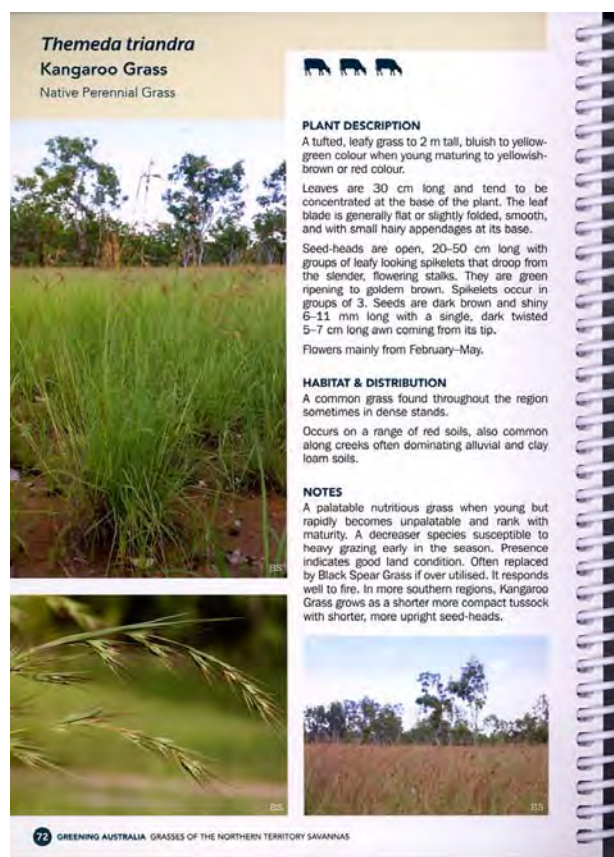 Themeda triandra
Kangaroo Grass
Native Perennial Grass
PLANT DESCRIPTION
A tufted, leafy grass to 2 m tall, bluish to yellow-
green colour when young maturing to yellowish-
brown or red colour.
Leaves are 30 cm long and tend to be
concentrated at the base of the plant. The leaf
blade is generally flat or slightly folded, smooth,
and with small hairy appendages at its base.
Seed-heads are open, 20–50 cm long with
groups of leafy looking spikelets that droop from
the slender, flowering stalks. They are green
ripening to goldern brown. Spikelets occur in
groups of 3. Seeds are dark brown and shiny
6–11 mm long with a single, dark twisted
5–7 cm long awn coming from its tip.
Flowers mainly from February–May.
HABITAT & DISTRIBUTION
A common grass found throughout the region
sometimes in dense stands.
Occurs on a range of red soils, also common
along creeks often dominating alluvial and clay
loam soils.
NOTES
A palatable nutritious grass when young but
rapidly becomes unpalatable and rank with
maturity. A decreaser species susceptible to
heavy grazing early in the season. Presence
indicates good land condition. Often replaced
by Black Spear Grass if over utilised. It responds
well to fire. In more southern regions, Kangaroo
Grass grows as a shorter more compact tussock
with shorter, more upright seed-heads.
BS
BS
BS
72 GREENING AUSTRALIA GRASSES OF THE NORTHERN TERRITORY SAVANNAS